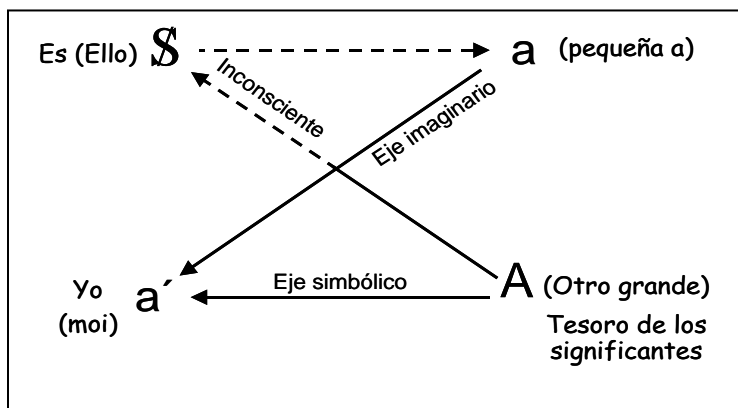 Es (Ello) $ a (pequeña a)
Inconsciente
Eje imaginario
Yo
(moi) a´
Eje simbólico
A (Otro grande)
Tesoro de los
significantes